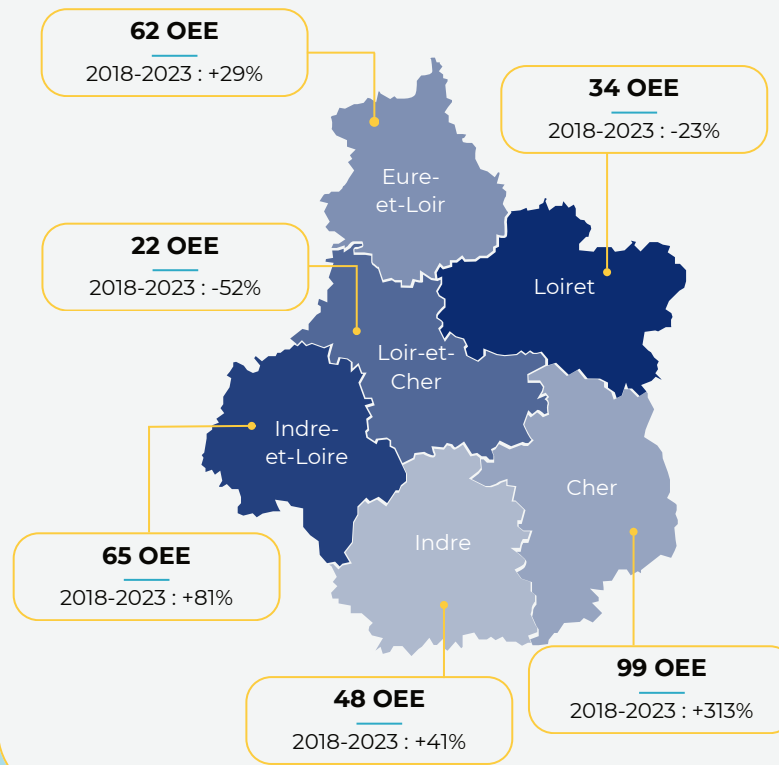 62 OEE
2018-2023 : +29%
34 OEE
2018-2023 : -23%
Eure-
et-Loir
22 OEE
2018-2023 : -52%
Loiret
Loir-et-
Cher
Indre-
et-Loire
Cher
Indre
65 OEE
2018-2023 : +81%
99 OEE
2018-2023 : +313%
48 OEE
2018-2023 : +41%